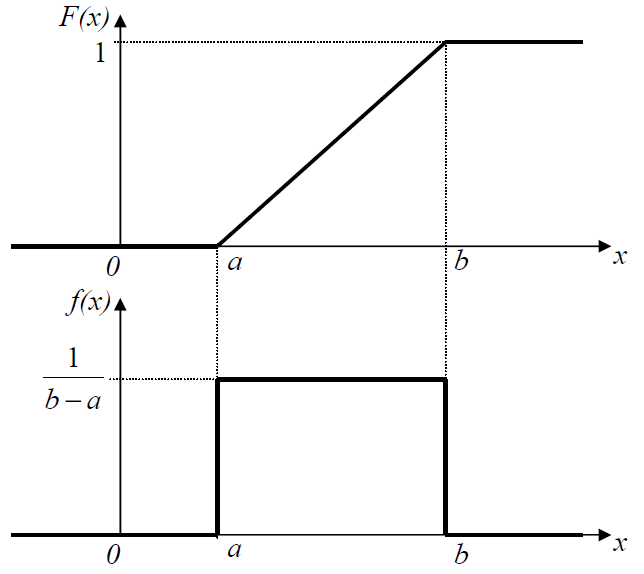 F(x)
1
0 a b x
f(x)
1
b – a
0 a b x